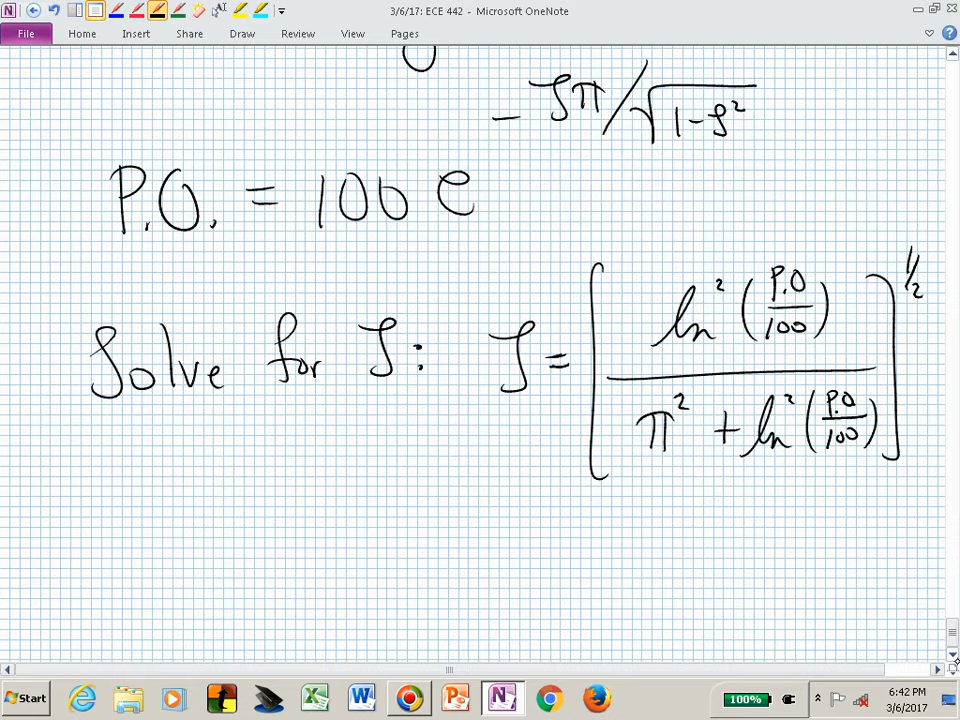 3/6/17: ECE 442 - Microsoft OneNote
File Home Insert Share Draw Review View Pages
P.O. = 100 e^(-ζπ/√(1-ζ²))
Solve for ζ: ζ = [ln²(P.O/100) / (π² + ln²(P.O/100))]^(1/2)
Start
100%
6:42 PM
3/6/2017